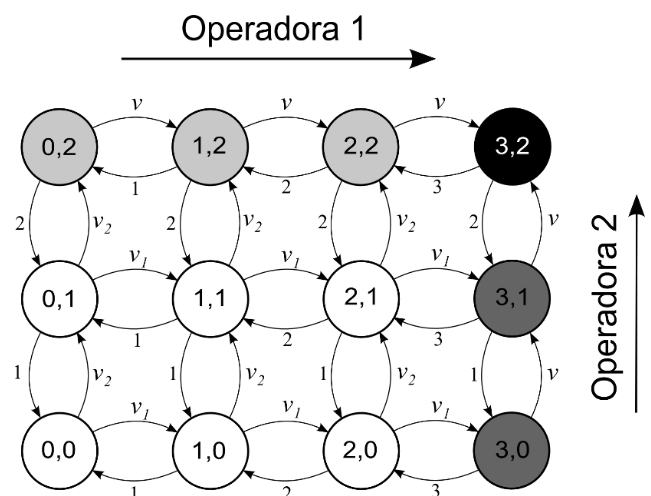 Operadora 1
v v v
0,2 1,2 2,2 3,2
1 2 3
2 v₂ 2 v₂ 2 v₂ 2 v
v₁ v₁ v₁
0,1 1,1 2,1 3,1
1 2 3
1 v₂ 1 v₂ 1 v₂ 1 v
v₁ v₁ v₁
0,0 1,0 2,0 3,0
1 2 3
Operadora 2